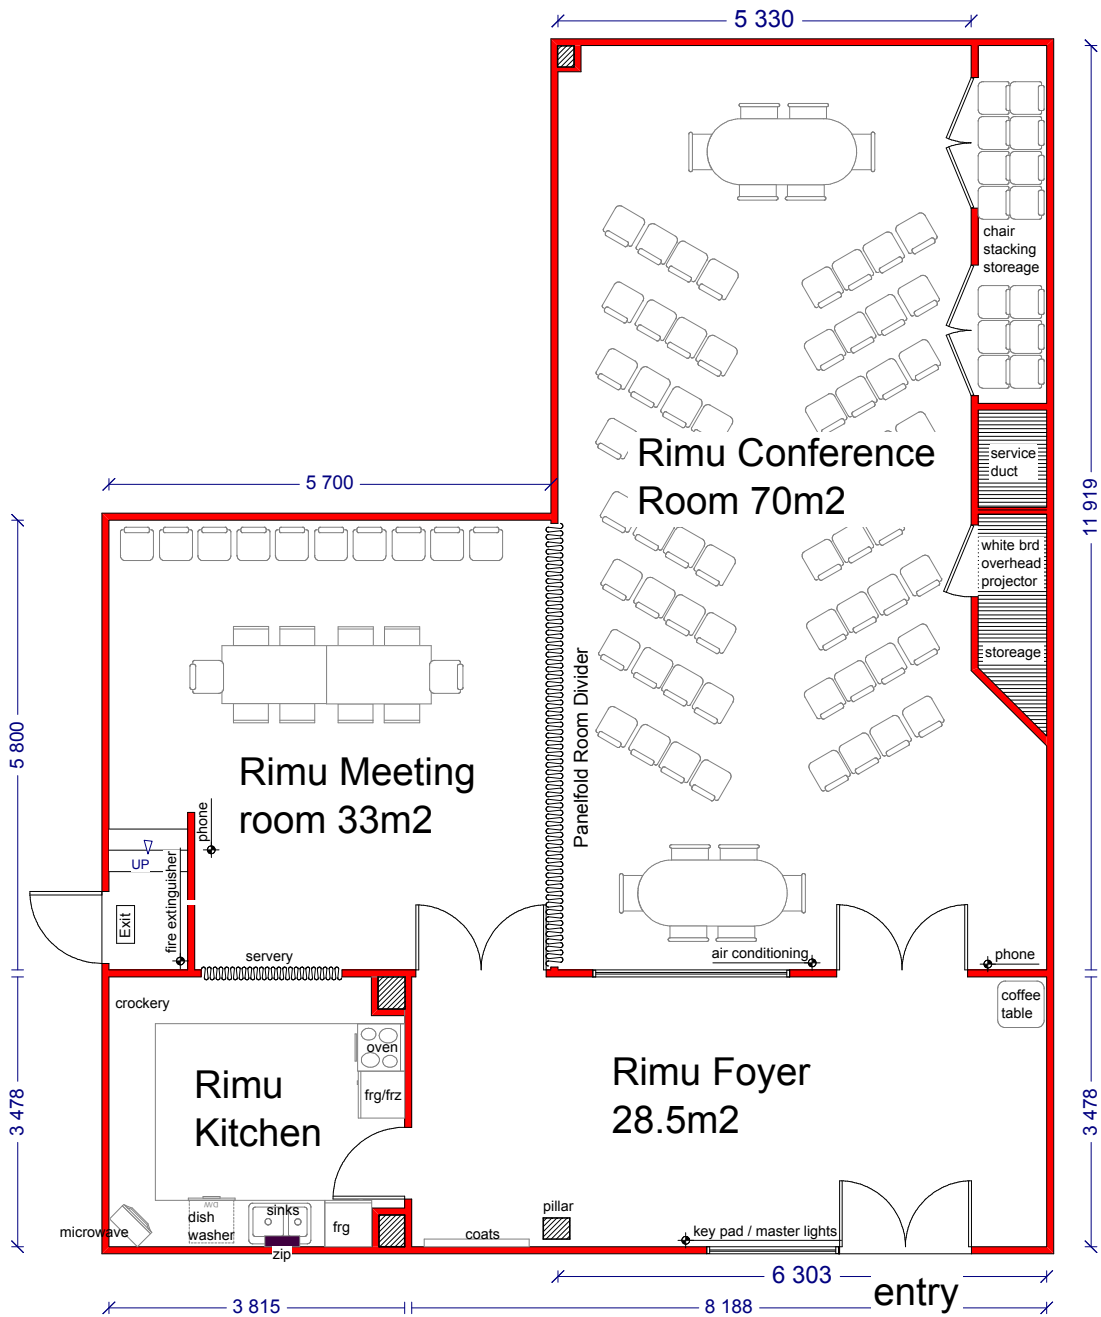 5 330
chair
stacking
storeage
Rimu Conference
Room 70m2
service
duct
5 700
11 919
white brd
overhead
projector
storeage
Panelfold Room Divider
5 800
Rimu Meeting
room 33m2
phone
UP
fire extinguisher
Exit
servery
air conditioning
phone
crockery
coffee
table
oven
Rimu
Kitchen
frg/frz
Rimu Foyer
28.5m2
3 478
3 478
D/W
dish
washer
sinks
frg
microwave
zip
coats
pillar
key pad / master lights
6 303
entry
3 815
8 188